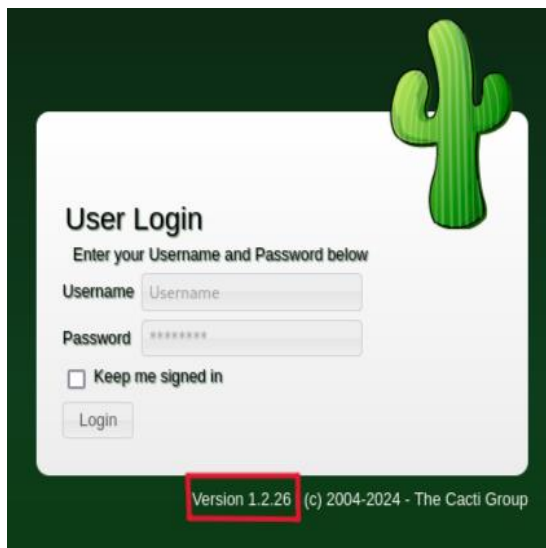 User Login
Enter your Username and Password below
Username Username
Password ********
Keep me signed in
Login
Version 1.2.26 (c) 2004-2024 - The Cacti Group